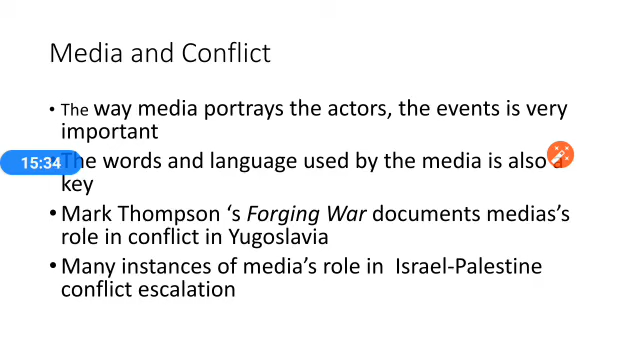 Media and Conflict
• The way media portrays the actors, the events is very
important
15:34
The words and language used by the media is also a
key
• Mark Thompson ‘s Forging War documents medias’s
role in conflict in Yugoslavia
• Many instances of media’s role in Israel-Palestine
conflict escalation